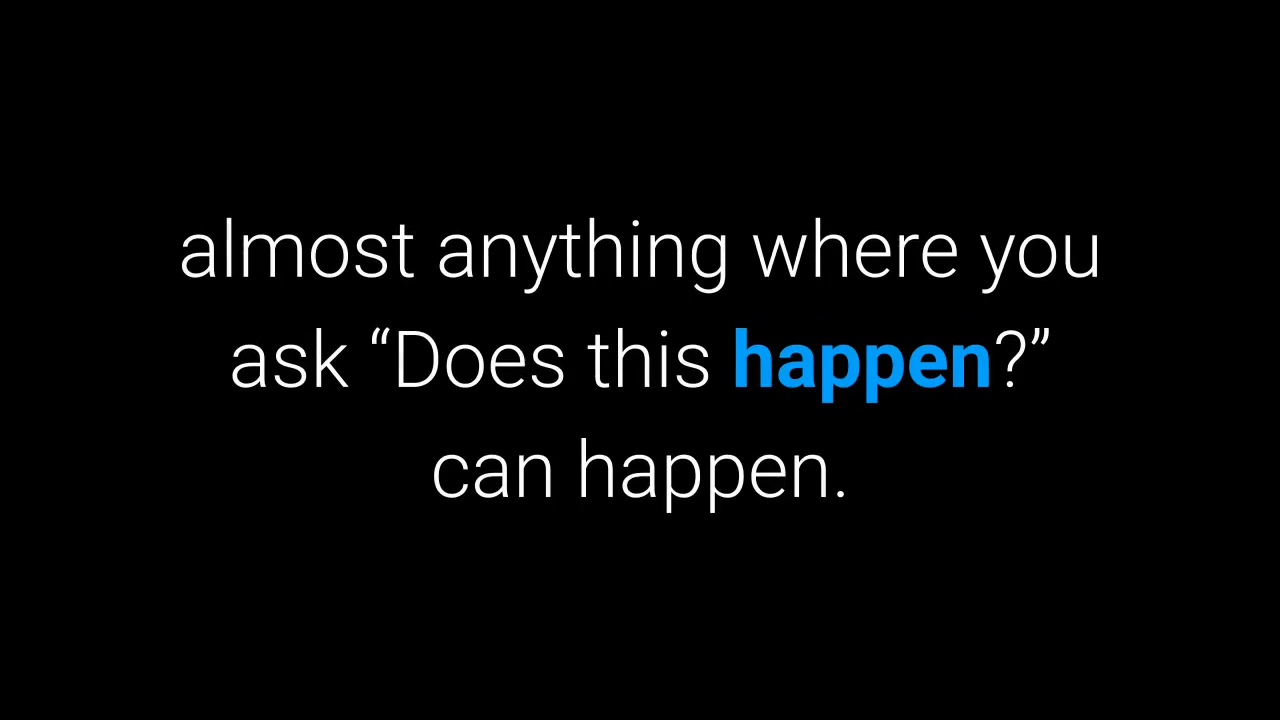 almost anything where you
ask “Does this happen?”
can happen.